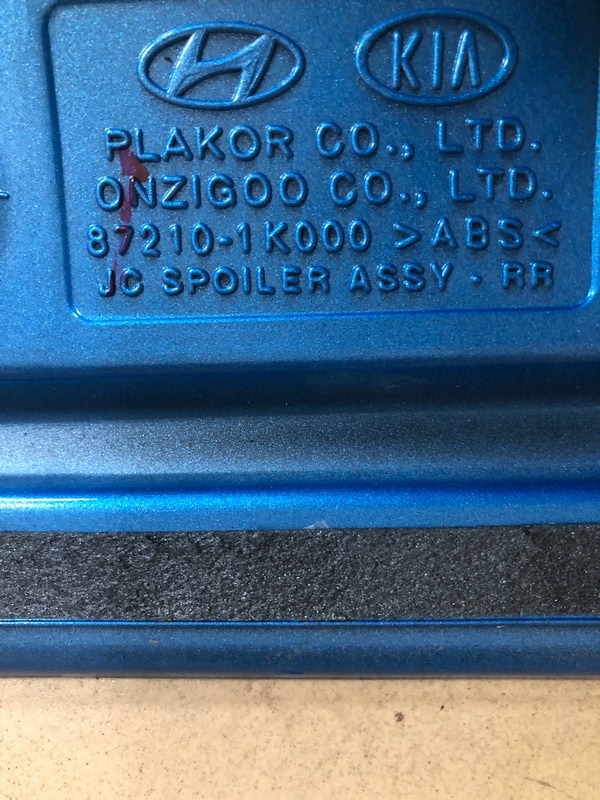 KIA
PLAKOR CO., LTD.
ONZIGOO CO., LTD.
87210-1K000 >ABS<
JC SPOILER ASSY - RR